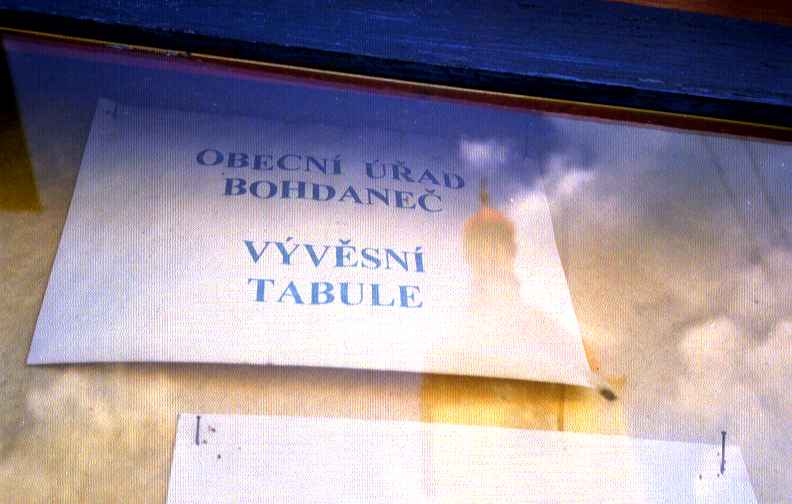 OBECNÍ ÚŘAD
BOHDANEČ
VÝVĚSNÍ
TABULE